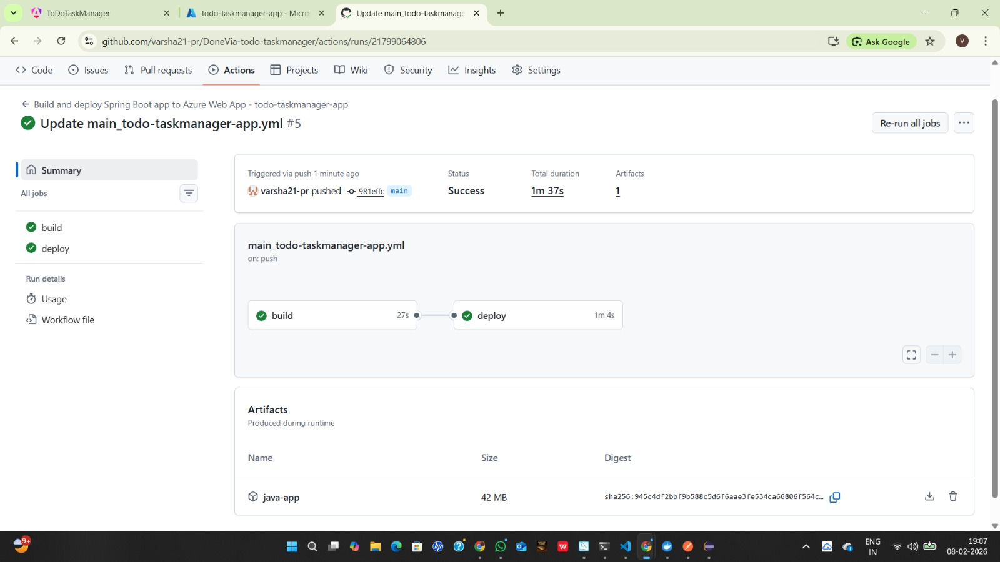 ToDoTaskManager
todo-taskmanager-app - Micros
Update main_todo-taskmanage
github.com/varsha21-pr/DoneVia-todo-taskmanager/actions/runs/21799064806
Ask Google
V
Code
Issues
Pull requests
Actions
Projects
Wiki
Security
Insights
Settings
Build and deploy Spring Boot app to Azure Web App - todo-taskmanager-app
Update main_todo-taskmanager-app.yml #5
Re-run all jobs
Summary
All jobs
build
deploy
Run details
Usage
Workflow file
Triggered via push 1 minute ago
varsha21-pr pushed 981effc main
Status
Success
Total duration
1m 37s
Artifacts
1
main_todo-taskmanager-app.yml
on: push
build 27s
deploy 1m 4s
Artifacts
Produced during runtime
Name Size Digest
java-app 42 MB sha256:945c4df2bbf9b588c5d6f6aae3fe534ca66806f564c…
9+
ENG
IN
19:07
08-02-2026